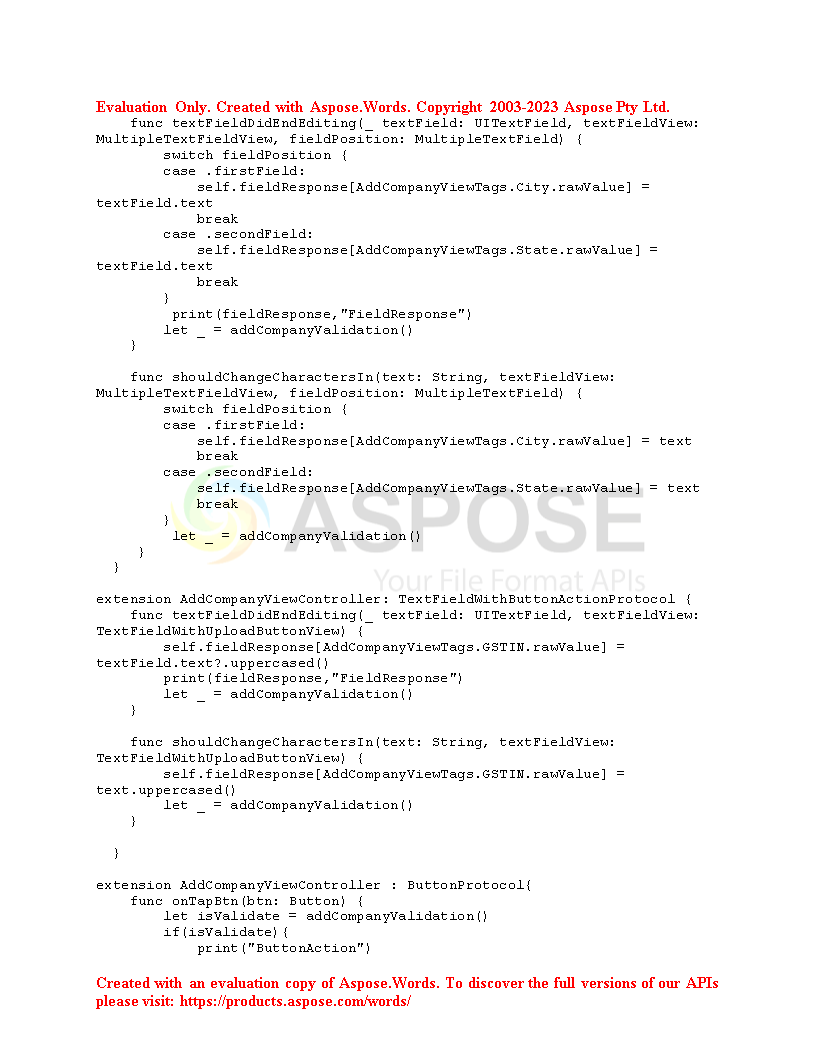 Evaluation Only. Created with Aspose.Words. Copyright 2003-2023 Aspose Pty Ltd.
    func textFieldDidEndEditing(_ textField: UITextField, textFieldView:
MultipleTextFieldView, fieldPosition: MultipleTextField) {
        switch fieldPosition {
        case .firstField:
            self.fieldResponse[AddCompanyViewTags.City.rawValue] =
textField.text
            break
        case .secondField:
            self.fieldResponse[AddCompanyViewTags.State.rawValue] =
textField.text
            break
        }
         print(fieldResponse,"FieldResponse")
        let _ = addCompanyValidation()
    }

    func shouldChangeCharactersIn(text: String, textFieldView:
MultipleTextFieldView, fieldPosition: MultipleTextField) {
        switch fieldPosition {
        case .firstField:
            self.fieldResponse[AddCompanyViewTags.City.rawValue] = text
            break
        case .secondField:
            self.fieldResponse[AddCompanyViewTags.State.rawValue] = text
            break
        }
         let _ = addCompanyValidation()
     }
  }
ASPOSE
Your File Format APIs

extension AddCompanyViewController: TextFieldWithButtonActionProtocol {
    func textFieldDidEndEditing(_ textField: UITextField, textFieldView:
TextFieldWithUploadButtonView) {
        self.fieldResponse[AddCompanyViewTags.GSTIN.rawValue] =
textField.text?.uppercased()
        print(fieldResponse,"FieldResponse")
        let _ = addCompanyValidation()
    }

    func shouldChangeCharactersIn(text: String, textFieldView:
TextFieldWithUploadButtonView) {
        self.fieldResponse[AddCompanyViewTags.GSTIN.rawValue] =
text.uppercased()
        let _ = addCompanyValidation()
    }

  }

extension AddCompanyViewController : ButtonProtocol{
    func onTapBtn(btn: Button) {
        let isValidate = addCompanyValidation()
        if(isValidate){
            print("ButtonAction")

Created with an evaluation copy of Aspose.Words. To discover the full versions of our APIs
please visit: https://products.aspose.com/words/